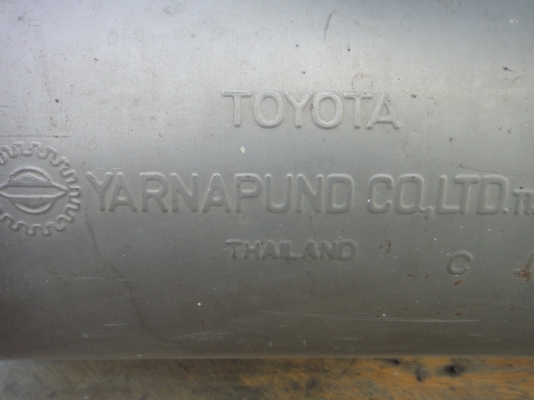 TOYOTA
YARNAPUND CO.,LTD.
THAILAND C